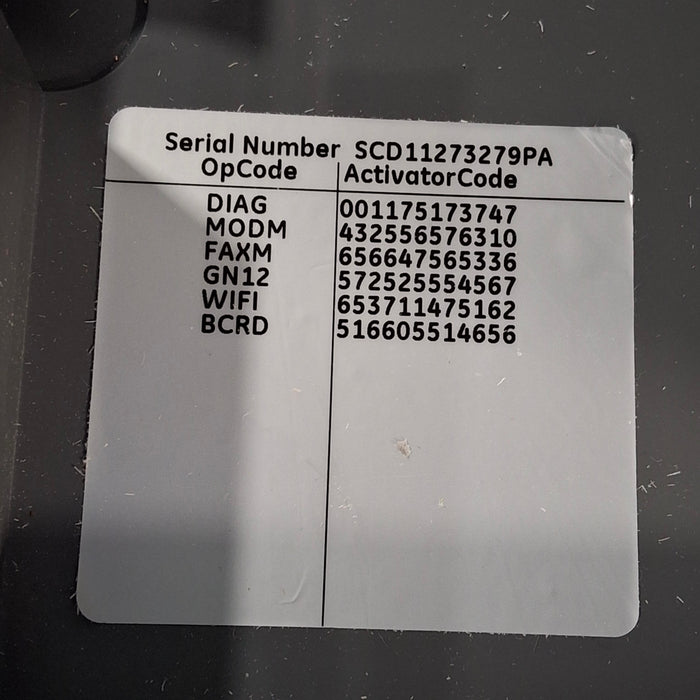 Serial Number SCD11273279PA
OpCode ActivatorCode
DIAG 001175173747
MODM 432556576310
FAXM 656647565336
GN12 572525554567
WIFI 653711475162
BCRD 516605514656